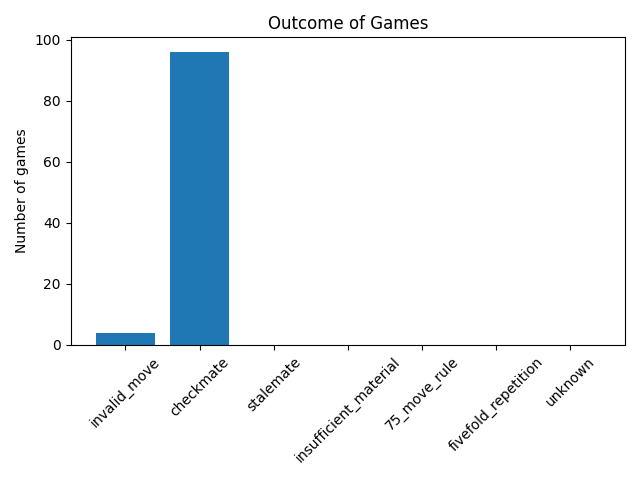 Outcome of Games
Number of games
100
80
60
40
20
0
invalid_move
checkmate
stalemate
insufficient_material
75_move_rule
fivefold_repetition
unknown